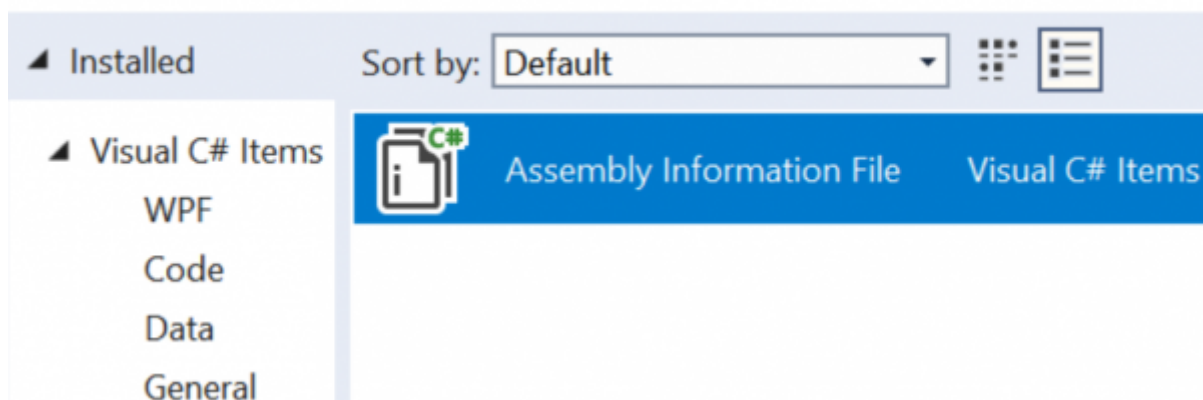 Installed
Sort by: Default
Visual C# Items
WPF
Code
Data
General
C#
i
Assembly Information File Visual C# Items